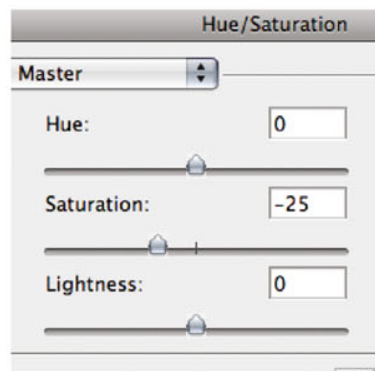 Hue/Saturation
Master
Hue: 0
Saturation: -25
Lightness: 0